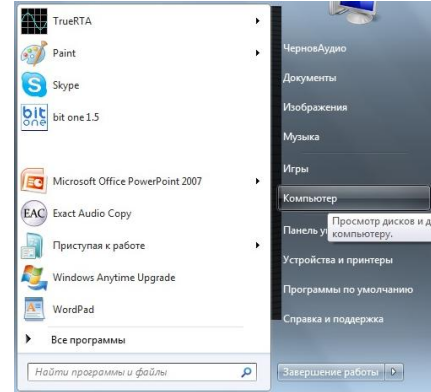 TrueRTA
Paint
Skype
bit one 1.5
Microsoft Office PowerPoint 2007
EAC Exact Audio Copy
Приступая к работе
Windows Anytime Upgrade
WordPad
Все программы
Найти программы и файлы
ЧерновАудио
Документы
Изображения
Музыка
Игры
Компьютер
Просмотр дисков и д
компьютеру.
Панель у
Устройства и принтеры
Программы по умолчанию
Справка и поддержка
Завершение работы
bit
one